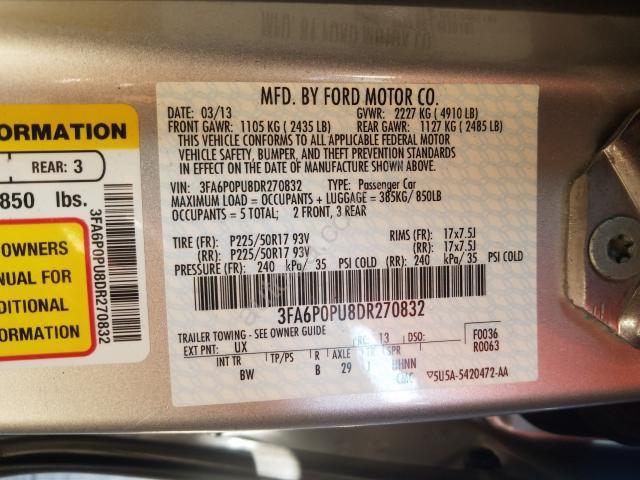 MFD. BY FORD MOTOR CO.
DATE: 03/13 GVWR: 2227 KG ( 4910 LB)
FRONT GAWR: 1105 KG ( 2435 LB) REAR GAWR: 1127 KG ( 2485 LB)
THIS VEHICLE CONFORMS TO ALL APPLICABLE FEDERAL MOTOR
VEHICLE SAFETY, BUMPER, AND THEFT PREVENTION STANDARDS
IN EFFECT ON THE DATE OF MANUFACTURE SHOWN ABOVE.
VIN: 3FA6P0PU8DR270832 TYPE: Passenger Car
MAXIMUM LOAD = OCCUPANTS + LUGGAGE = 385KG/ 850LB
OCCUPANTS = 5 TOTAL; 2 FRONT, 3 REAR
TIRE (FR): P225/50R17 93V RIMS (FR): 17x7.5J
(RR): P225/50R17 93V (RR): 17x7.5J
PRESSURE (FR): 240 kPa/ 35 PSI COLD (RR): 240 kPa/ 35 PSI COLD
3FA6P0PU8DR270832
TRAILER TOWING - SEE OWNER GUIDE
EXT PNT: UX RC: 13 DSO: F0036
R0063
INT TR TP/PS R AXLE TR SPR
BW B 29 J HHNN
▽5U5A-5420472-AA
ORMATION
REAR: 3
850 lbs.
OWNERS
NUAL FOR
DITIONAL
ORMATION
3FA6P0PU8DR270832